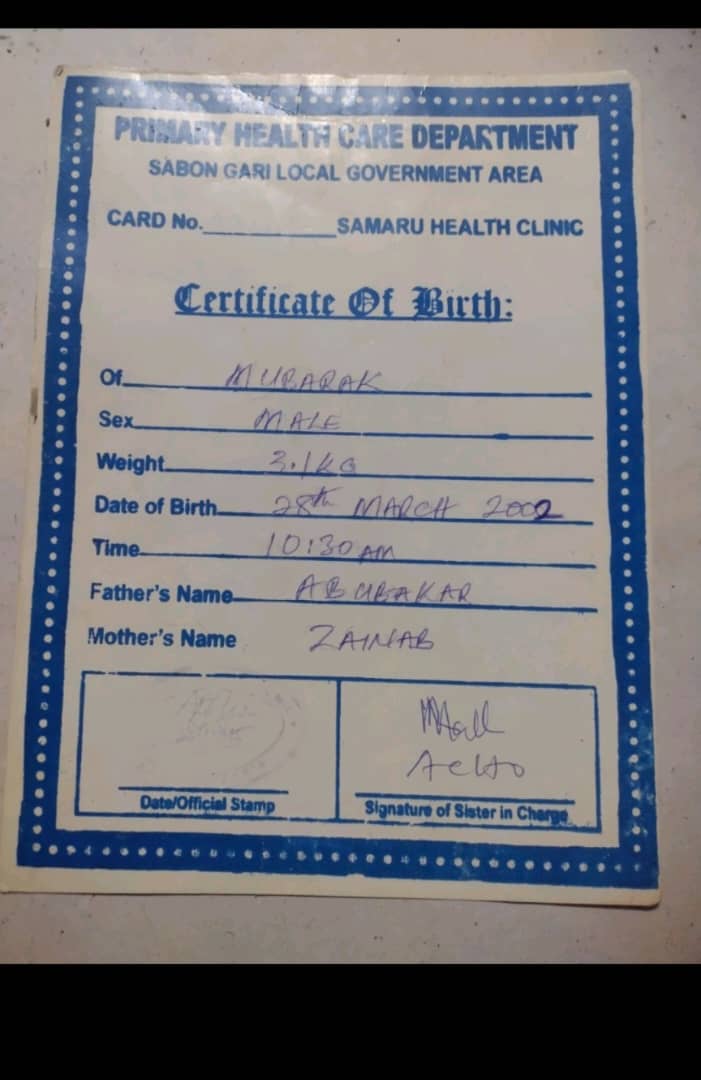 PRIMARY HEALTH CARE DEPARTMENT
SABON GARI LOCAL GOVERNMENT AREA
CARD No. SAMARU HEALTH CLINIC
Certificate Of Birth:
Of MUBARAK
Sex MALE
Weight 3.1KG
Date of Birth 28th MARCH 2002
Time 10:30 AM
Father's Name ABUBAKAR
Mother's Name ZAINAB
Date/Official Stamp
Signature of Sister in Charge